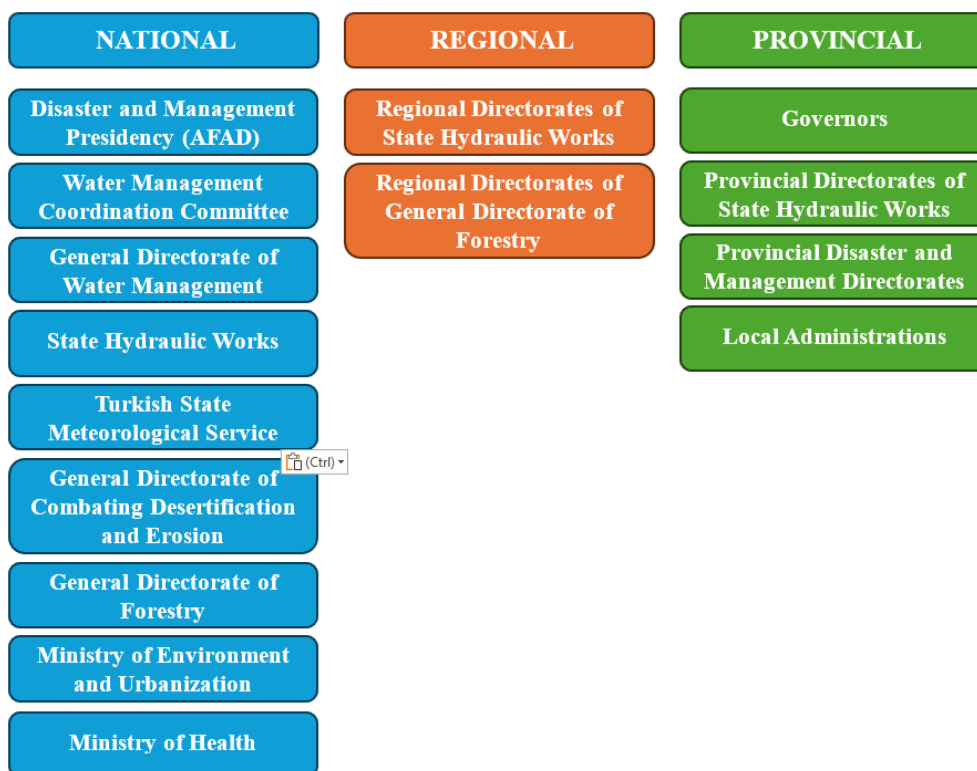 NATIONAL
Disaster and Management
Presidency (AFAD)
Water Management
Coordination Committee
General Directorate of
Water Management
State Hydraulic Works
Turkish State
Meteorological Service
(Ctrl)
General Directorate of
Combating Desertification
and Erosion
General Directorate of
Forestry
Ministry of Environment
and Urbanization
Ministry of Health
REGIONAL
Regional Directorates of
State Hydraulic Works
Regional Directorates of
General Directorate of
Forestry
PROVINCIAL
Governors
Provincial Directorates of
State Hydraulic Works
Provincial Disaster and
Management Directorates
Local Administrations